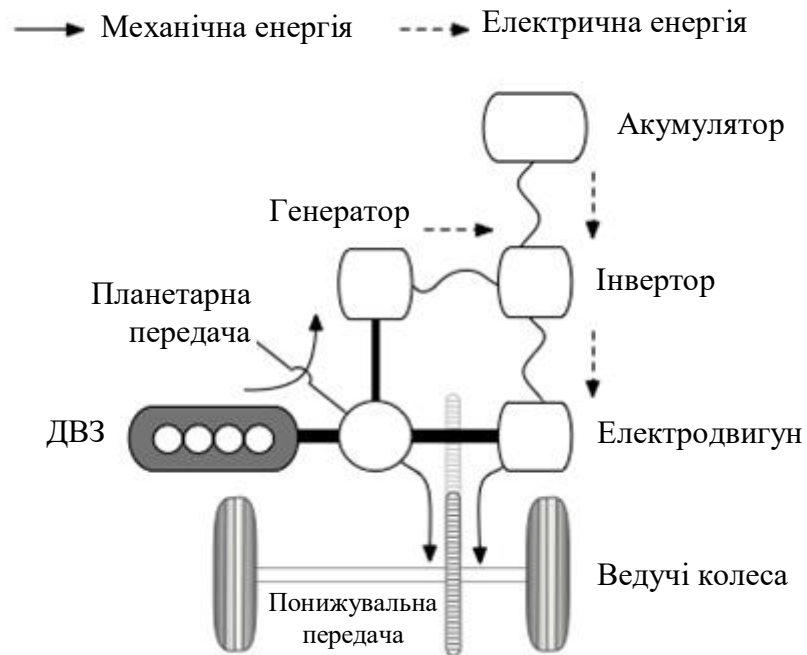 Механічна енергія
Електрична енергія
Акумулятор
Генератор
Інвертор
Планетарна
передача
ДВЗ
Електродвигун
Ведучі колеса
Понижувальна
передача